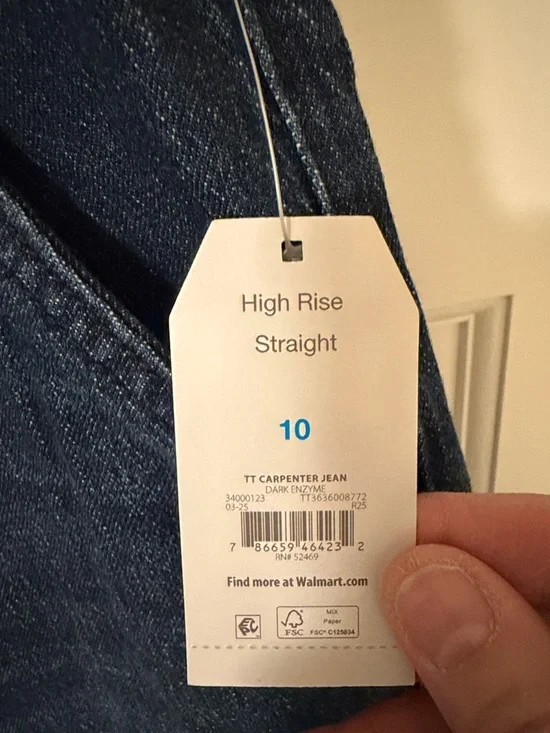 High Rise
Straight
10
TT CARPENTER JEAN
DARK ENZYME
34000123 TT3636008772
03-25 R25
7 86659 46423 2
RN# 52469
Find more at Walmart.com
FSC
MIX
Paper
FSC® C125034